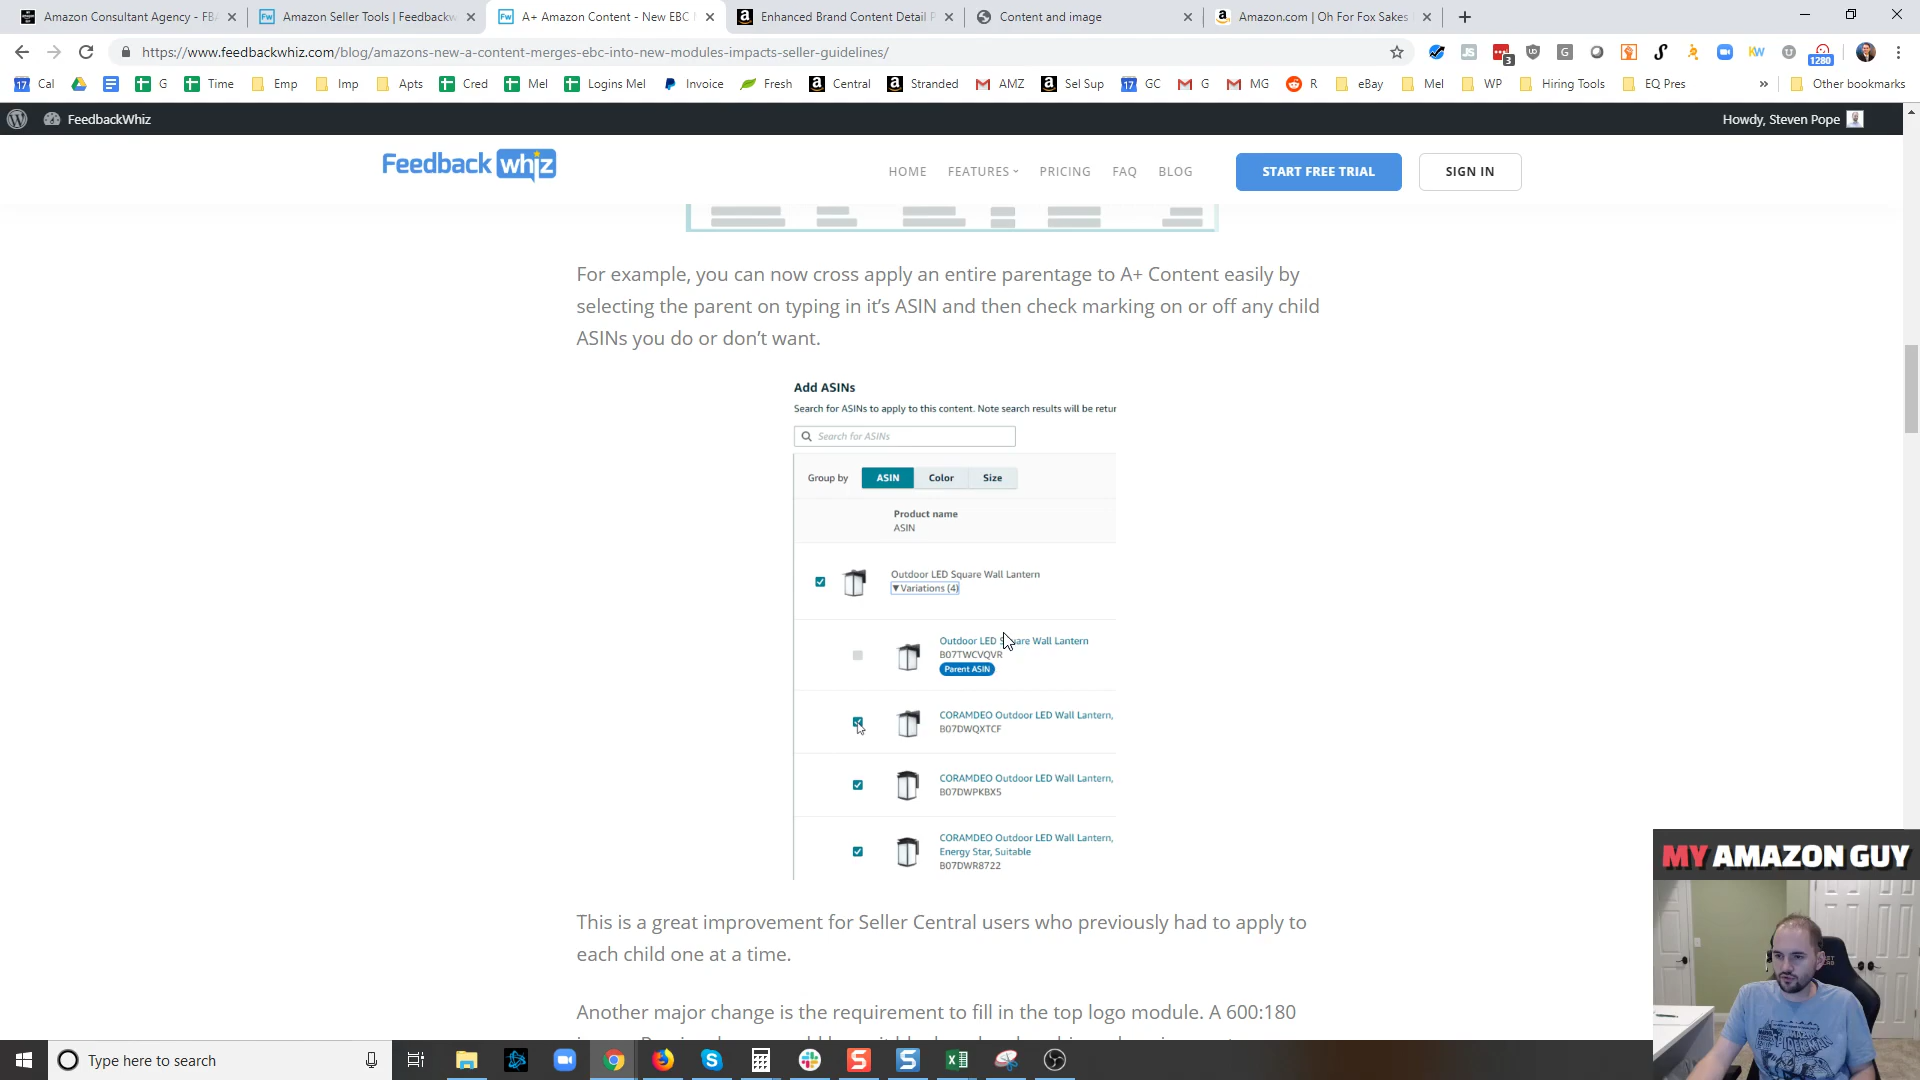 Amazon Consultant Agency - FBA
Amazon Seller Tools | Feedbackw
A+ Amazon Content - New EBC
Enhanced Brand Content Detail P
Content and image
Amazon.com | Oh For Fox Sakes
https://www.feedbackwhiz.com/blog/amazons-new-a-content-merges-ebc-into-new-modules-impacts-seller-guidelines/
3
1280
17 Cal
G
Time
Emp
Imp
Apts
Cred
Mel
Logins Mel
Invoice
Fresh
Central
Stranded
AMZ
Sel Sup
17 GC
G
MG
R
eBay
Mel
WP
Hiring Tools
EQ Pres
»
Other bookmarks
FeedbackWhiz
Howdy, Steven Pope
Feedback whiz
HOME
FEATURES
PRICING
FAQ
BLOG
START FREE TRIAL
SIGN IN
For example, you can now cross apply an entire parentage to A+ Content easily by
selecting the parent on typing in it's ASIN and then check marking on or off any child
ASINs you do or don't want.
Add ASINs
Search for ASINs to apply to this content. Note search results will be retur
Search for ASINs
Group by
ASIN
Color
Size
Product name
ASIN
Outdoor LED Square Wall Lantern
▼Variations (4)
Outdoor LED Square Wall Lantern
B07TWCVQVR
Parent ASIN
CORAMDEO Outdoor LED Wall Lantern,
B07DWQXTCF
CORAMDEO Outdoor LED Wall Lantern,
B07DWPKBX5
CORAMDEO Outdoor LED Wall Lantern,
Energy Star, Suitable
B07DWR8722
This is a great improvement for Seller Central users who previously had to apply to
each child one at a time.
Another major change is the requirement to fill in the top logo module. A 600:180
MY AMAZON GUY
Type here to search